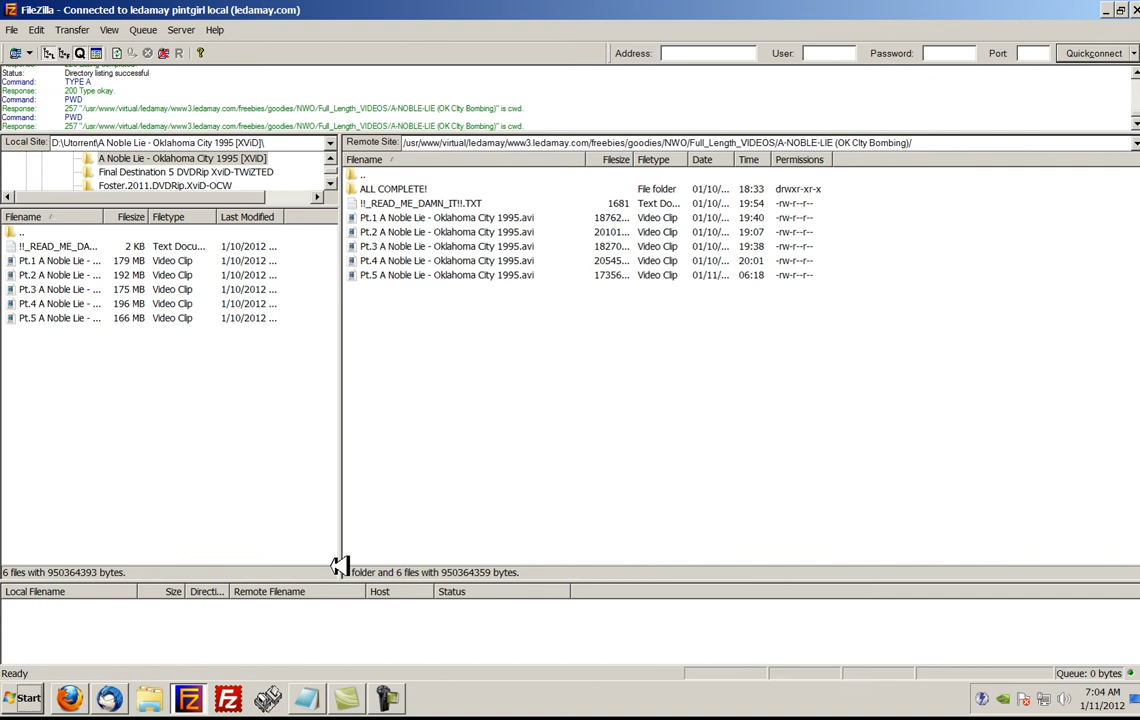 FileZilla - Connected to ledamay pintgirl local (ledamay.com)
File Edit Transfer View Queue Server Help
Address: User: Password: Port Quickconnect
Status: Directory listing successful
Command: TYPE A
Response: 200 Type okay.
Command: PWD
Response: 257 "/usr/www/virtual/ledamay/www3.ledamay.com/freebies/goodies/NWO/Full_Length_VIDEOS/A-NOBLE-LIE (OK CIty Bombing)" is cwd.
Command: PWD
Response: 257 "/usr/www/virtual/ledamay/www3.ledamay.com/freebies/goodies/NWO/Full_Length_VIDEOS/A-NOBLE-LIE (OK CIty Bombing)" is cwd.
Local Site: D:\Utorrent\A Noble Lie - Oklahoma City 1995 [XViD]\
A Noble Lie - Oklahoma City 1995 [XViD]
Final Destination 5 DVDRip XviD-TWiZTED
Foster.2011.DVDRip.XviD-OCW
Filename Filesize Filetype Last Modified
..
!!_READ_ME_DA... 2 KB Text Docu... 1/10/2012 ...
Pt.1 A Noble Lie - ... 179 MB Video Clip 1/10/2012 ...
Pt.2 A Noble Lie - ... 192 MB Video Clip 1/10/2012 ...
Pt.3 A Noble Lie - ... 175 MB Video Clip 1/10/2012 ...
Pt.4 A Noble Lie - ... 196 MB Video Clip 1/10/2012 ...
Pt.5 A Noble Lie - ... 166 MB Video Clip 1/10/2012 ...
6 files with 950364393 bytes.
Remote Site: /usr/www/virtual/ledamay/www3.ledamay.com/freebies/goodies/NWO/Full_Length_VIDEOS/A-NOBLE-LIE (OK CIty Bombing)/
Filename Filesize Filetype Date Time Permissions
..
ALL COMPLETE! File folder 01/10/... 18:33 drwxr-xr-x
!!_READ_ME_DAMN_IT!!.TXT 1681 Text Do... 01/10/... 19:54 -rw-r--r--
Pt.1 A Noble Lie - Oklahoma City 1995.avi 18762... Video Clip 01/10/... 19:40 -rw-r--r--
Pt.2 A Noble Lie - Oklahoma City 1995.avi 20101... Video Clip 01/10/... 19:07 -rw-r--r--
Pt.3 A Noble Lie - Oklahoma City 1995.avi 18270... Video Clip 01/10/... 19:38 -rw-r--r--
Pt.4 A Noble Lie - Oklahoma City 1995.avi 20545... Video Clip 01/10/... 20:01 -rw-r--r--
Pt.5 A Noble Lie - Oklahoma City 1995.avi 17356... Video Clip 01/11/... 06:18 -rw-r--r--
folder and 6 files with 950364359 bytes.
Local Filename Size Directi... Remote Filename Host Status
Ready Queue: 0 bytes
Start 7:04 AM
1/11/2012